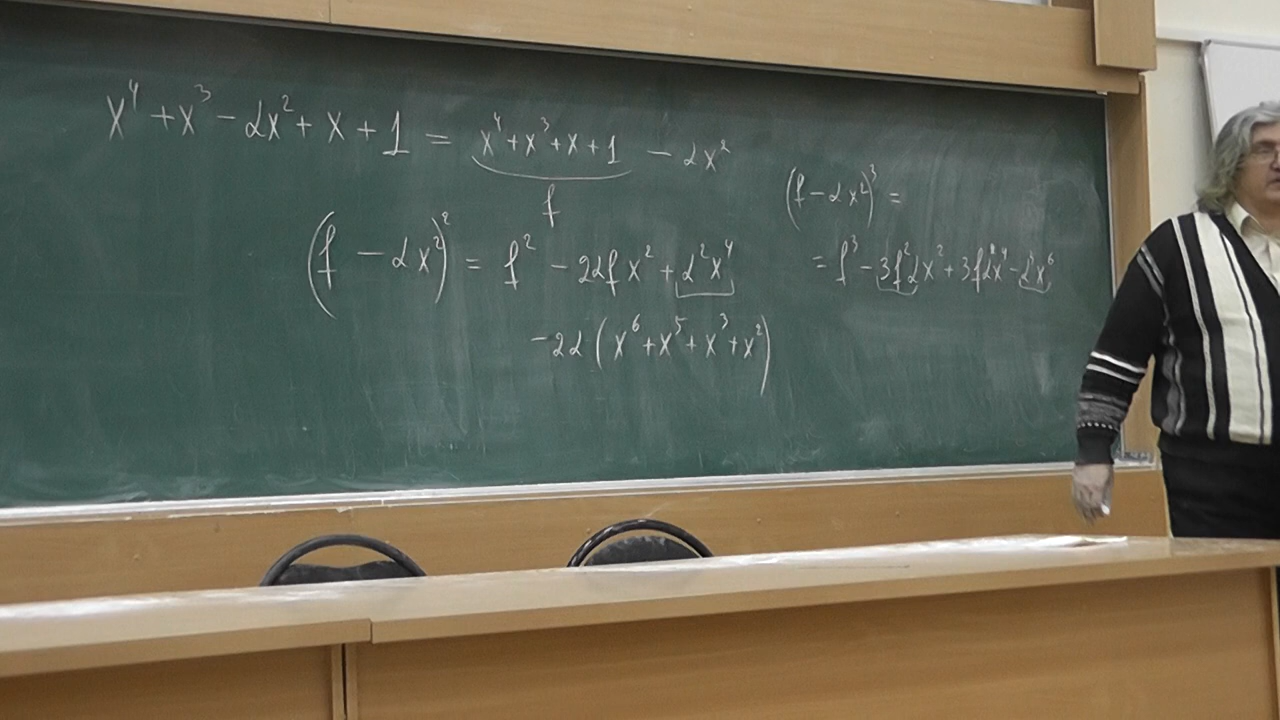 x⁴ + x³ - αx² + x + 1 = x⁴ + x³ + x + 1 - αx²
f
(f - αx²)² = f² - 2αfx² + α²x⁴
-2α(x⁶ + x⁵ + x³ + x²)
(f - αx²)³ =
= f³ - 3f²αx² + 3fα²x⁴ - α³x⁶